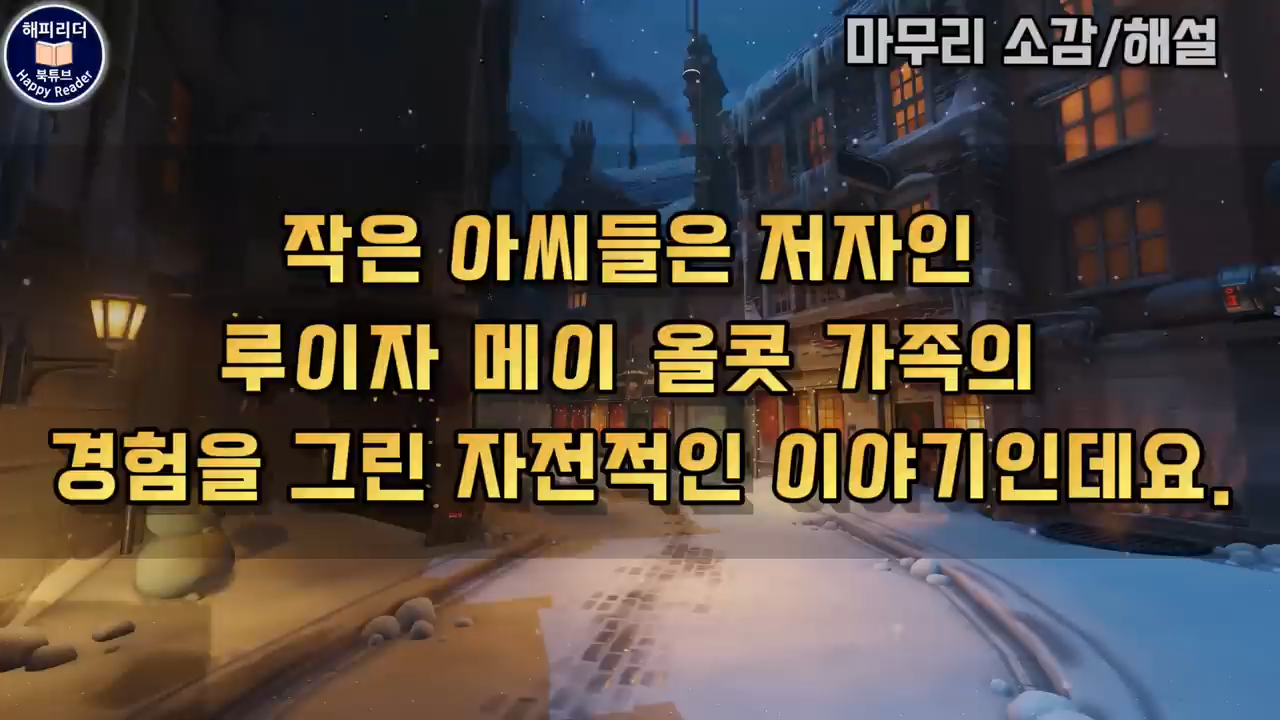 해피리더
북튜브
Happy Reader
마무리 소감/해설
작은 아씨들은 저자인
루이자 메이 올콧 가족의
경험을 그린 자전적인 이야기인데요.